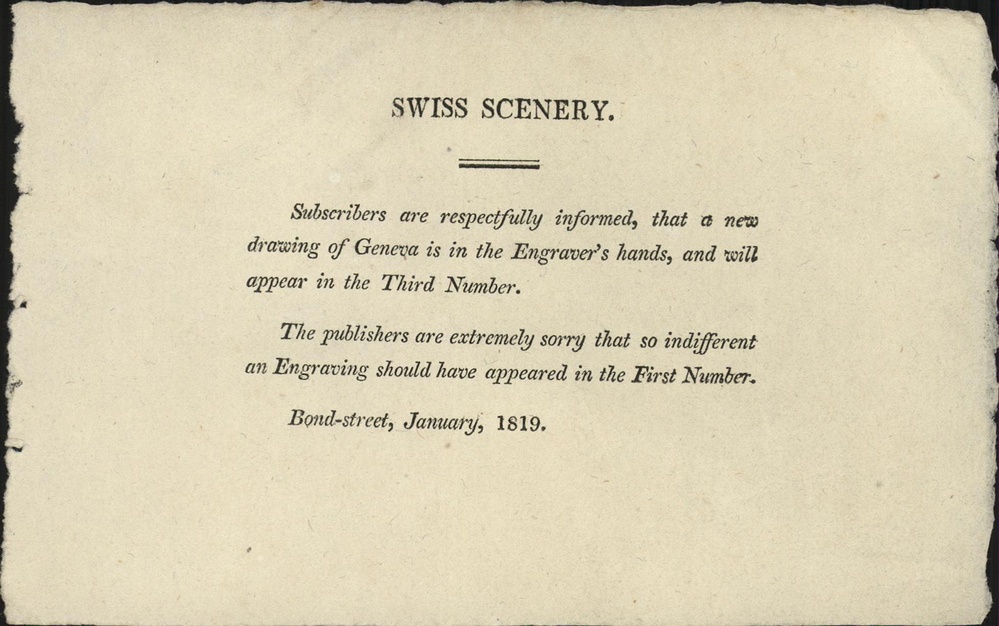 SWISS SCENERY.
Subscribers are respectfully informed, that a new
drawing of Geneva is in the Engraver's hands, and will
appear in the Third Number.
The publishers are extremely sorry that so indifferent
an Engraving should have appeared in the First Number.
Bond-street, January, 1819.